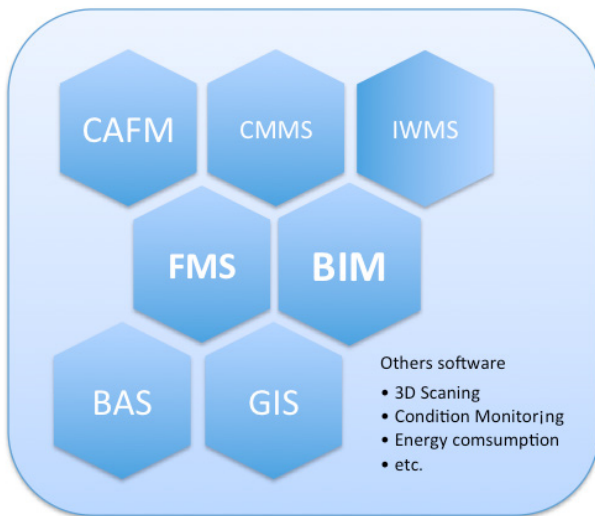 CAFM
CMMS
IWMS
FMS
BIM
BAS
GIS
Others software
• 3D Scaning
• Condition Monitoring
• Energy comsumption
• etc.